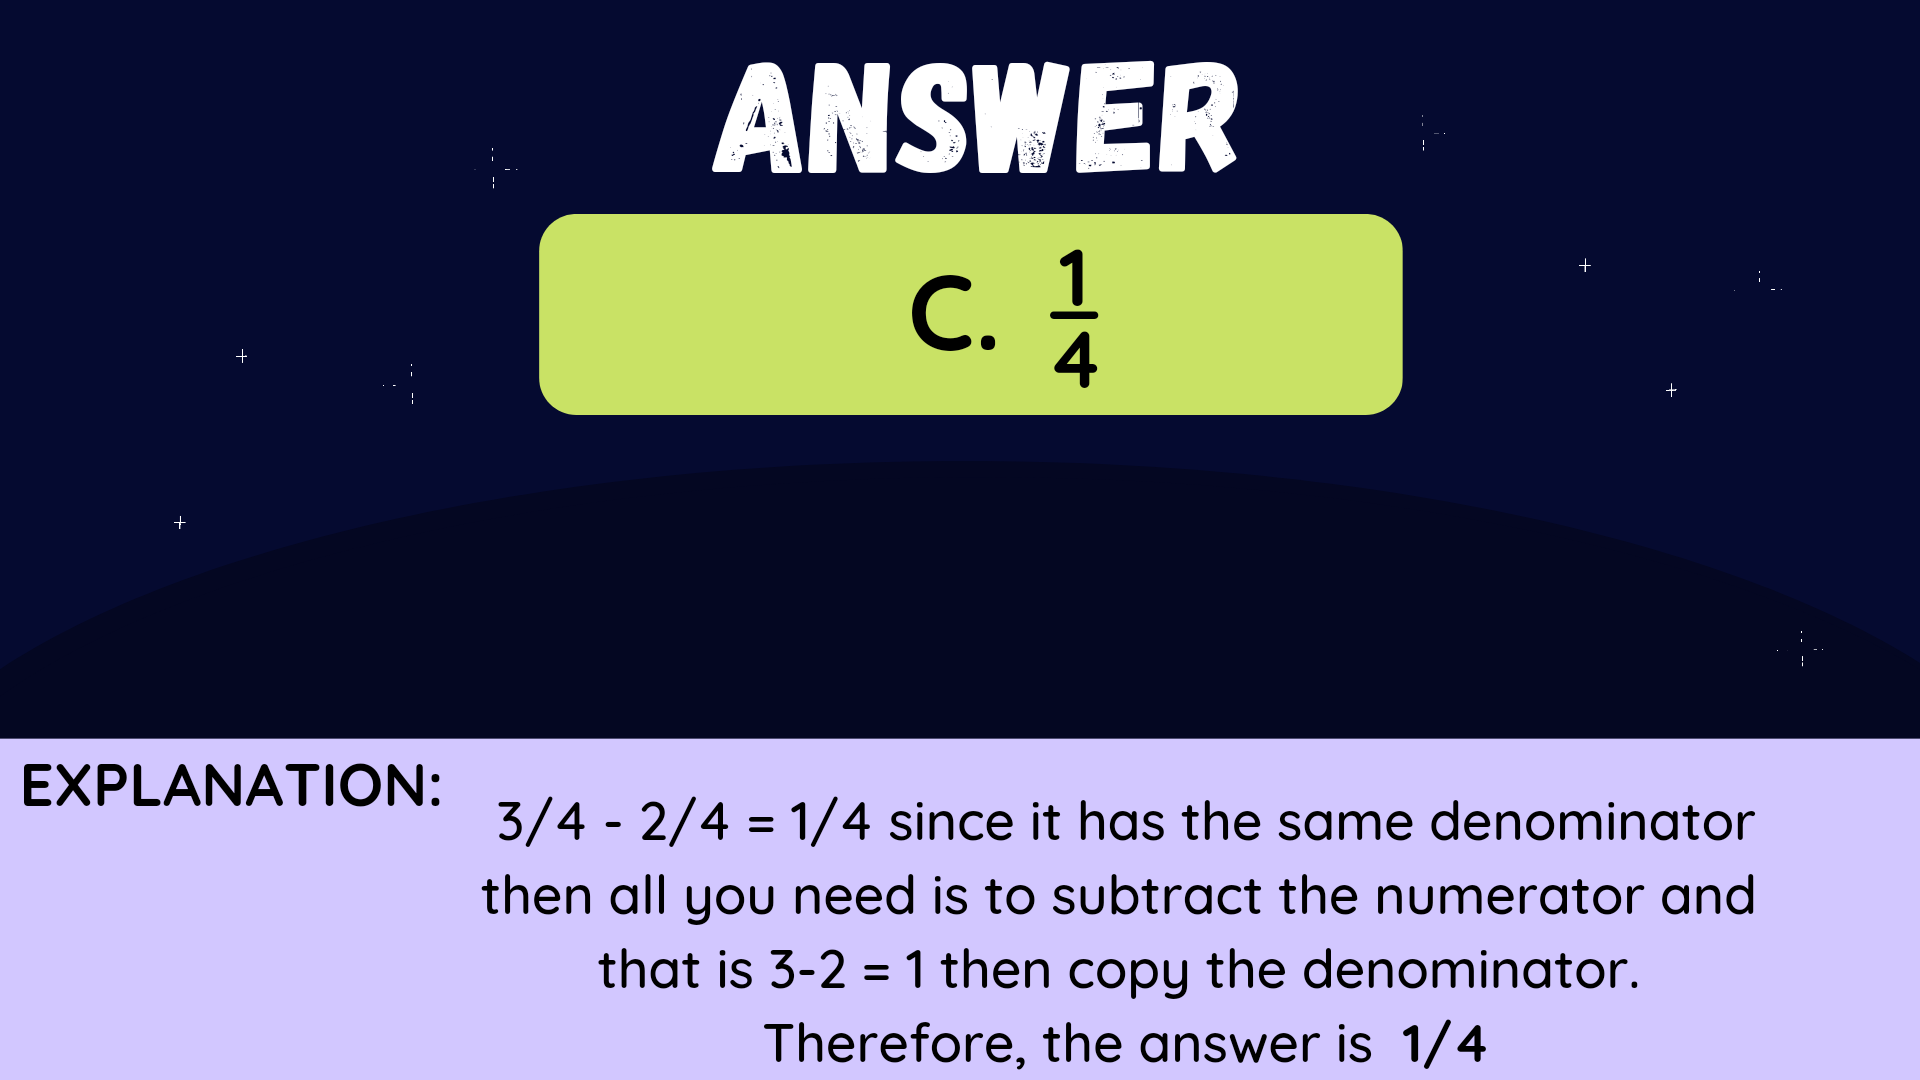 ANSWER
C. 1/4
EXPLANATION:
3/4 - 2/4 = 1/4 since it has the same denominator
then all you need is to subtract the numerator and
that is 3-2 = 1 then copy the denominator.
Therefore, the answer is 1/4